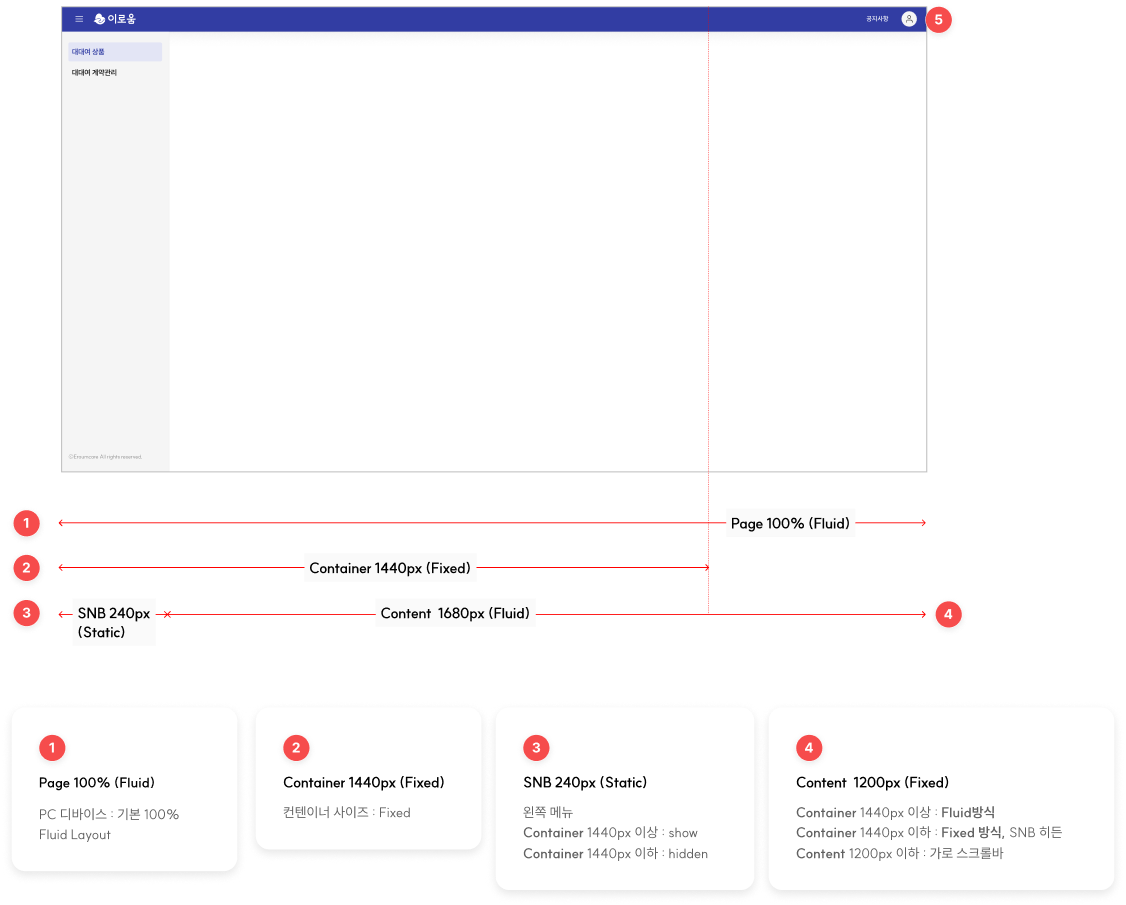 이로움
공지사항
5
대대여 상품
대대여 계약관리
©Eroumcare All rights reserved.
1
Page 100% (Fluid)
2
Container 1440px (Fixed)
3
SNB 240px
(Static)
Content 1680px (Fluid)
4
1
Page 100% (Fluid)
PC 디바이스 : 기본 100%
Fluid Layout
2
Container 1440px (Fixed)
컨텐이너 사이즈 : Fixed
3
SNB 240px (Static)
왼쪽 메뉴
Container 1440px 이상 : show
Container 1440px 이하 : hidden
4
Content 1200px (Fixed)
Container 1440px 이상 : Fluid방식
Container 1440px 이하 : Fixed 방식, SNB 히든
Content 1200px 이하 : 가로 스크롤바